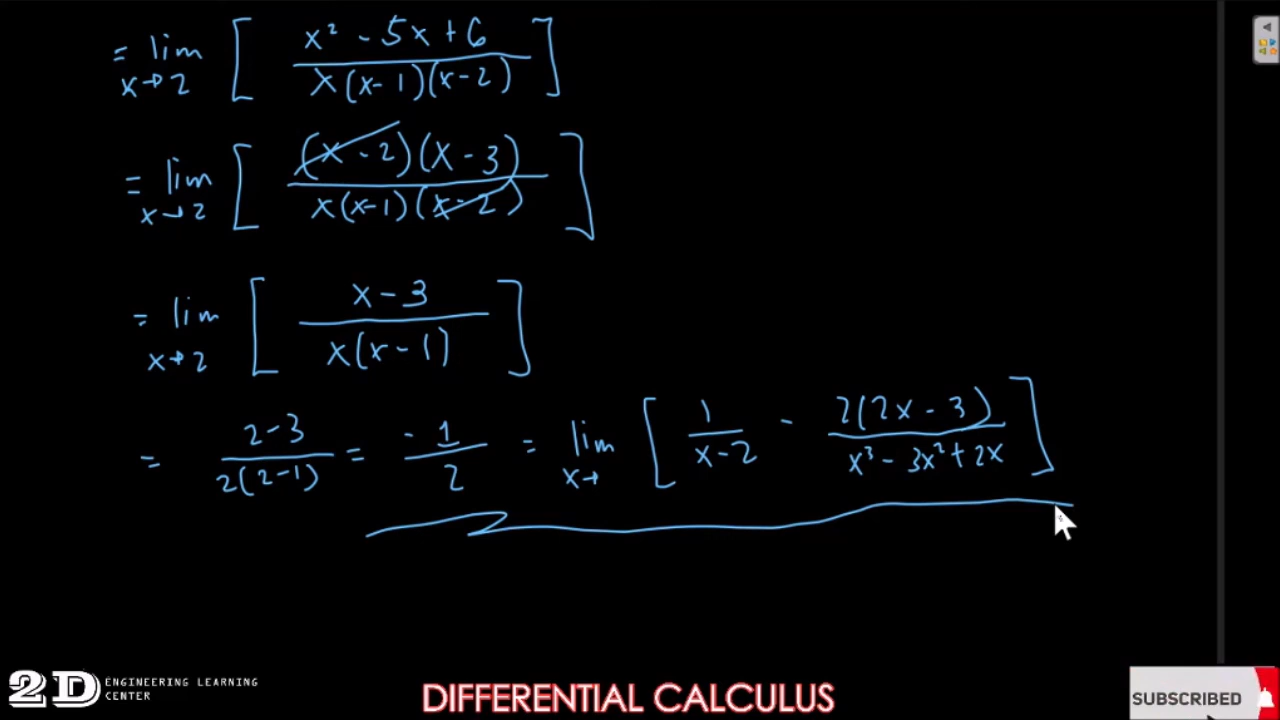 = lim x→2 [ (x² - 5x + 6) / (x(x-1)(x-2)) ]
= lim x→2 [ ((x-2)(x-3)) / (x(x-1)(x-2)) ]
= lim x→2 [ (x-3) / (x(x-1)) ]
= (2-3) / (2(2-1)) = -1/2 = lim x→ [ 1/(x-2) - 2(2x-3) / (x³ - 3x² + 2x) ]
2D ENGINEERING LEARNING
CENTER
DIFFERENTIAL CALCULUS
SUBSCRIBED